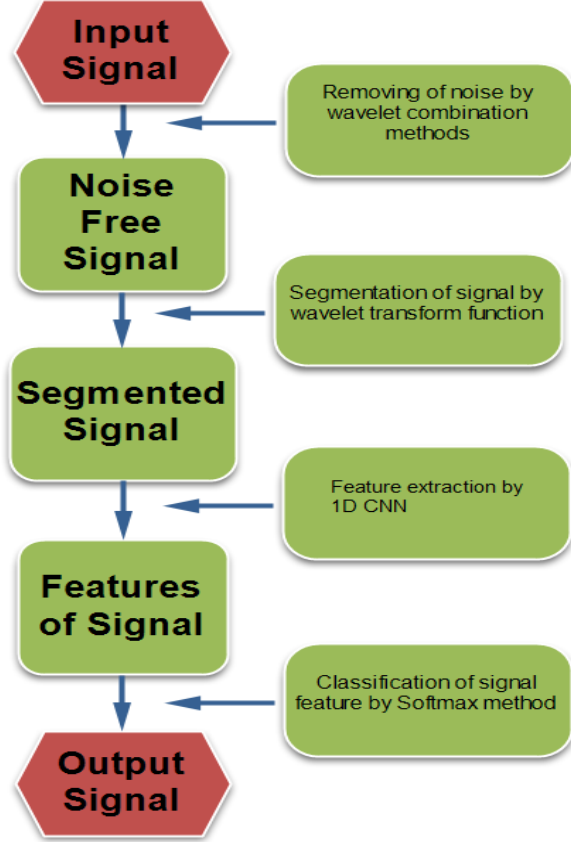 Input
Signal
Removing of noise by
wavelet combination
methods
Noise
Free
Signal
Segmentation of signal by
wavelet transform function
Segmented
Signal
Feature extraction by
1D CNN
Features
of Signal
Classification of signal
feature by Softmax method
Output
Signal